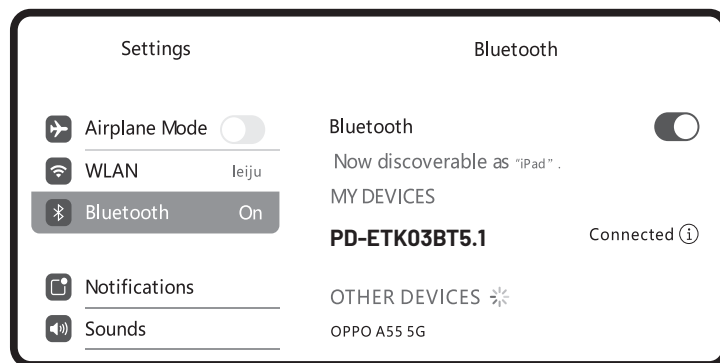 Settings
Bluetooth
Airplane Mode
WLAN leiju
Bluetooth On
Notifications
Sounds
Bluetooth
Now discoverable as “iPad”.
MY DEVICES
PD-ETK03BT5.1 Connected i
OTHER DEVICES
OPPO A55 5G